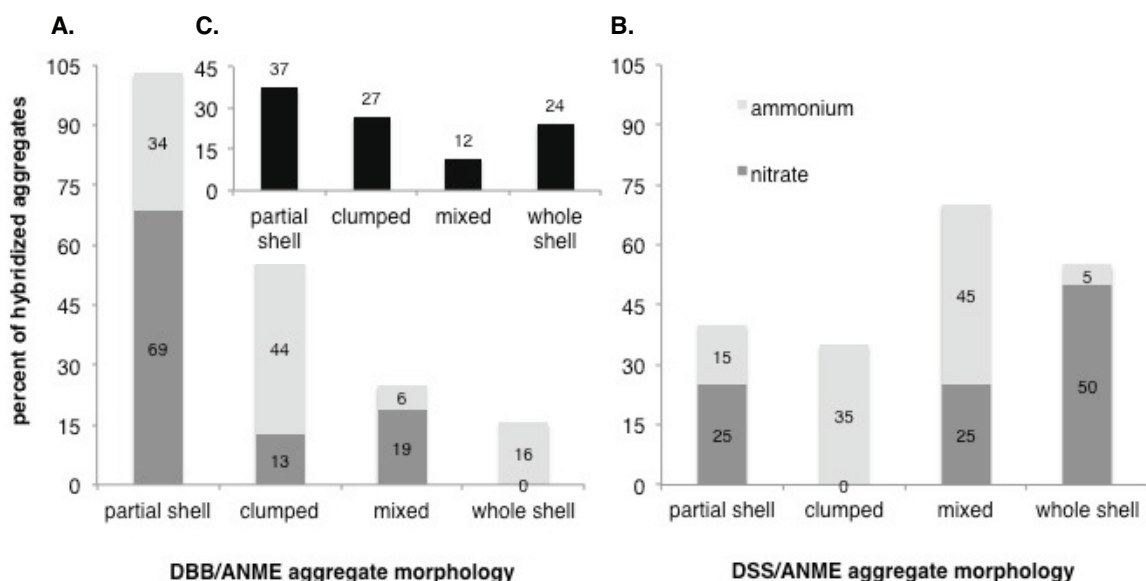 A.
C.
B.
percent of hybridized aggregates
105
90
75
60
45
30
15
0
34
69
44
13
6
19
16
0
partial shell
clumped
mixed
whole shell
DBB/ANME aggregate morphology
45
30
15
0
37
27
12
24
partial
shell
clumped
mixed
whole
shell
105
90
75
60
45
30
15
0
ammonium
nitrate
15
25
35
0
45
25
5
50
partial shell
clumped
mixed
whole shell
DSS/ANME aggregate morphology